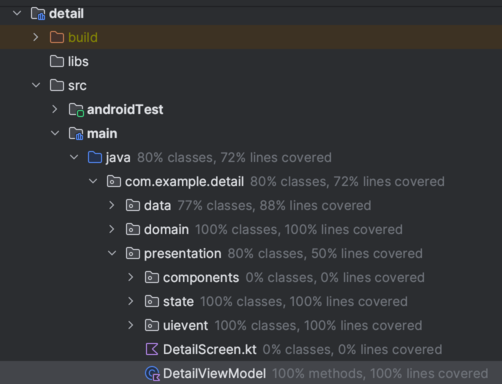 detail
build
libs
src
androidTest
main
java 80% classes, 72% lines covered
com.example.detail 80% classes, 72% lines covered
data 77% classes, 88% lines covered
domain 100% classes, 100% lines covered
presentation 80% classes, 50% lines covered
components 0% classes, 0% lines covered
state 100% classes, 100% lines covered
uievent 100% classes, 100% lines covered
DetailScreen.kt 0% classes, 0% lines covered
DetailViewModel 100% methods, 100% lines covered